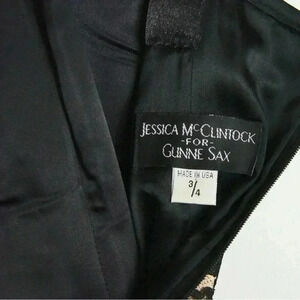 JESSICA McCLINTOCK
-FOR-
GUNNE SAX
MADE IN USA
3/4